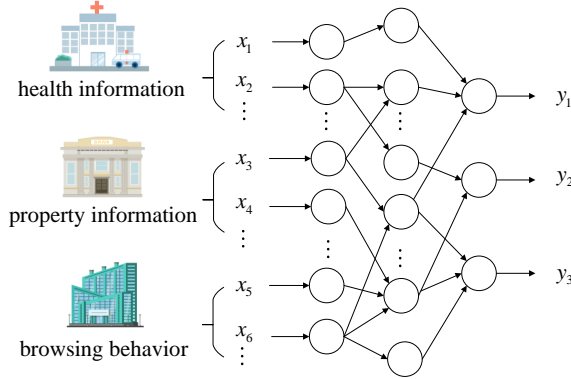 health information
x1
x2
⋮
property information
x3
x4
⋮
browsing behavior
x5
x6
⋮
⋮
⋮
⋮
⋮
y1
y2
y3